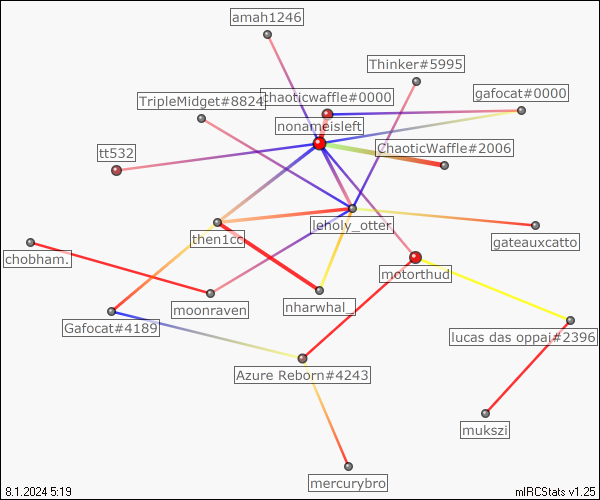 amah1246
Thinker#5995
gafocat#0000
TripleMidget#8824
chaoticwaffle#0000
nonameisleft
ChaoticWaffle#2006
tt532
leholy_otter
then1cc
gateauxcatto
chobham.
motorthud
moonraven
nharwhal_
Gafocat#4189
lucas das oppai#2396
Azure Reborn#4243
mukszi
mercurybro
8.1.2024 5:19
mIRCStats v1.25